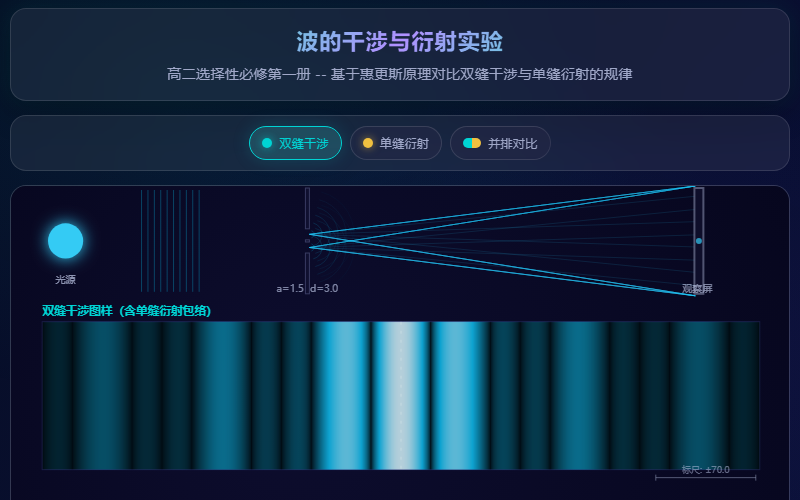 波的干涉与衍射实验
高二选择性必修第一册 -- 基于惠更斯原理对比双缝干涉与单缝衍射的规律
双缝干涉
单缝衍射
并排对比
光源
a=1.5
d=3.0
观察屏
双缝干涉图样（含单缝衍射包络）
标尺: ±70.0